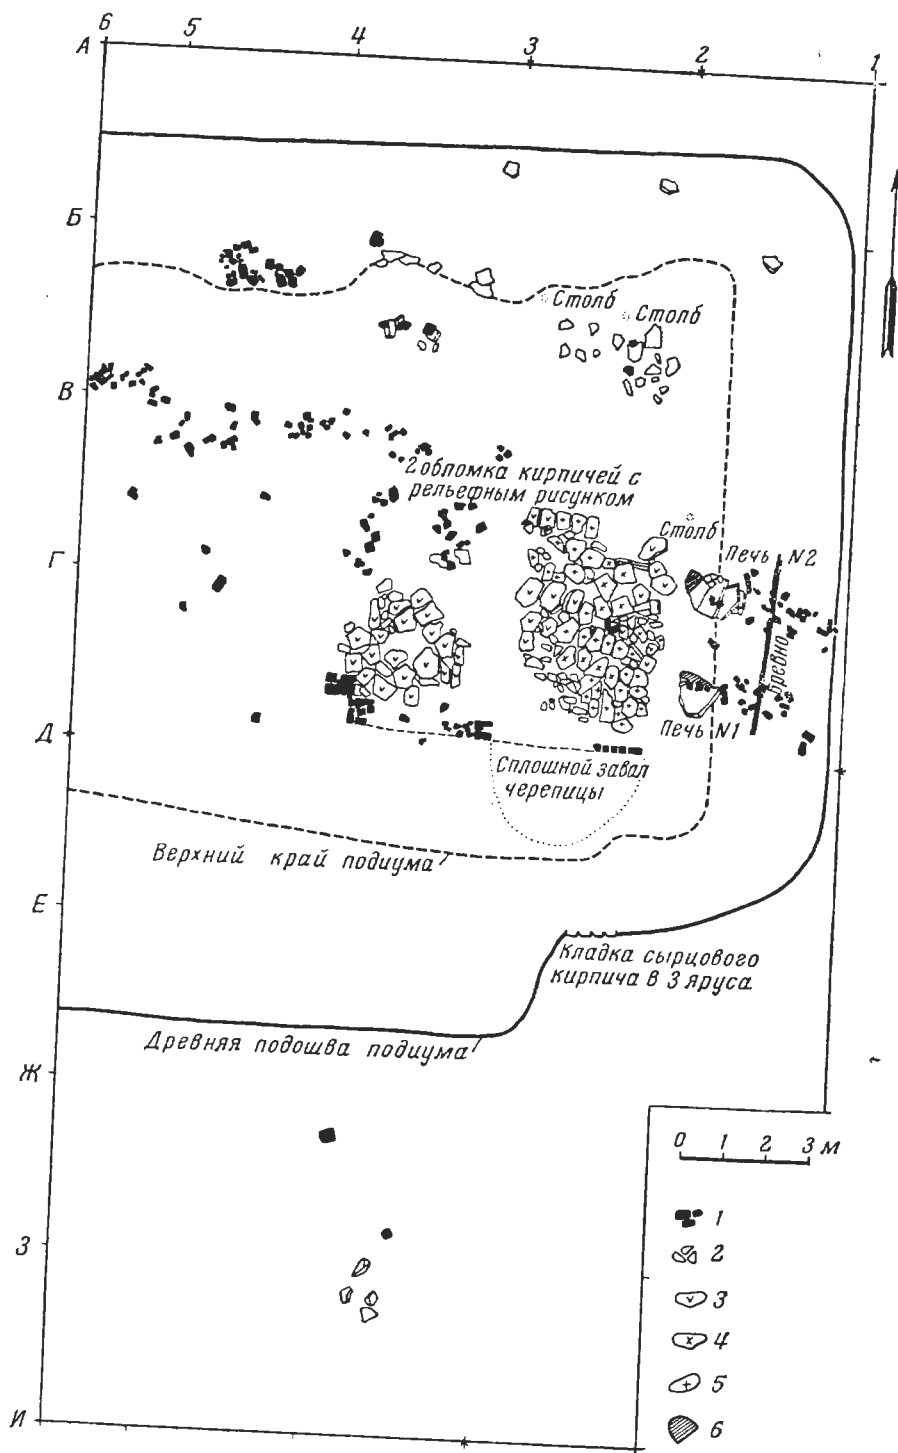 6 5 4 3 2 1
А
Б
В
Г
Д
Е
Ж
З
И
Столб
Столб
2 обломка кирпичей с
рельефным рисунком
Столб
Печь N2
Бревно
Печь N1
Сплошной завал
черепицы
Верхний край подиума
Кладка сырцового
кирпича в 3 яруса
Древняя подошва подиума
0 1 2 3 м
1
2
3
4
5
6